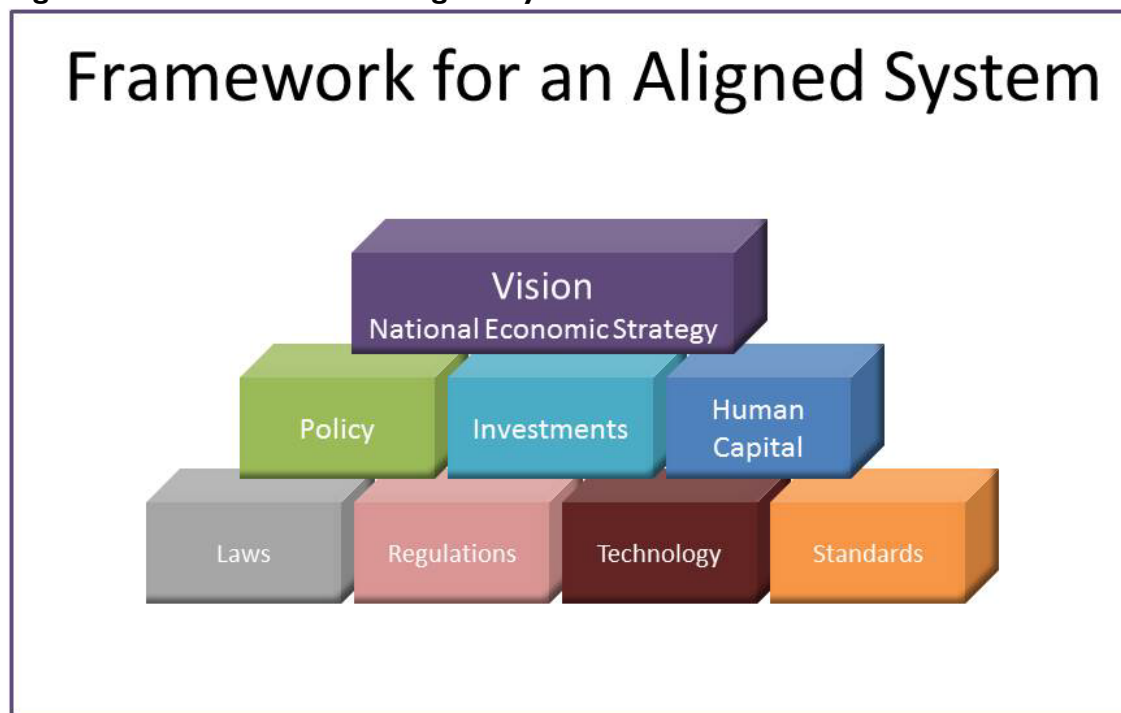 Framework for an Aligned System
Vision
National Economic Strategy
Policy
Investments
Human
Capital
Laws
Regulations
Technology
Standards